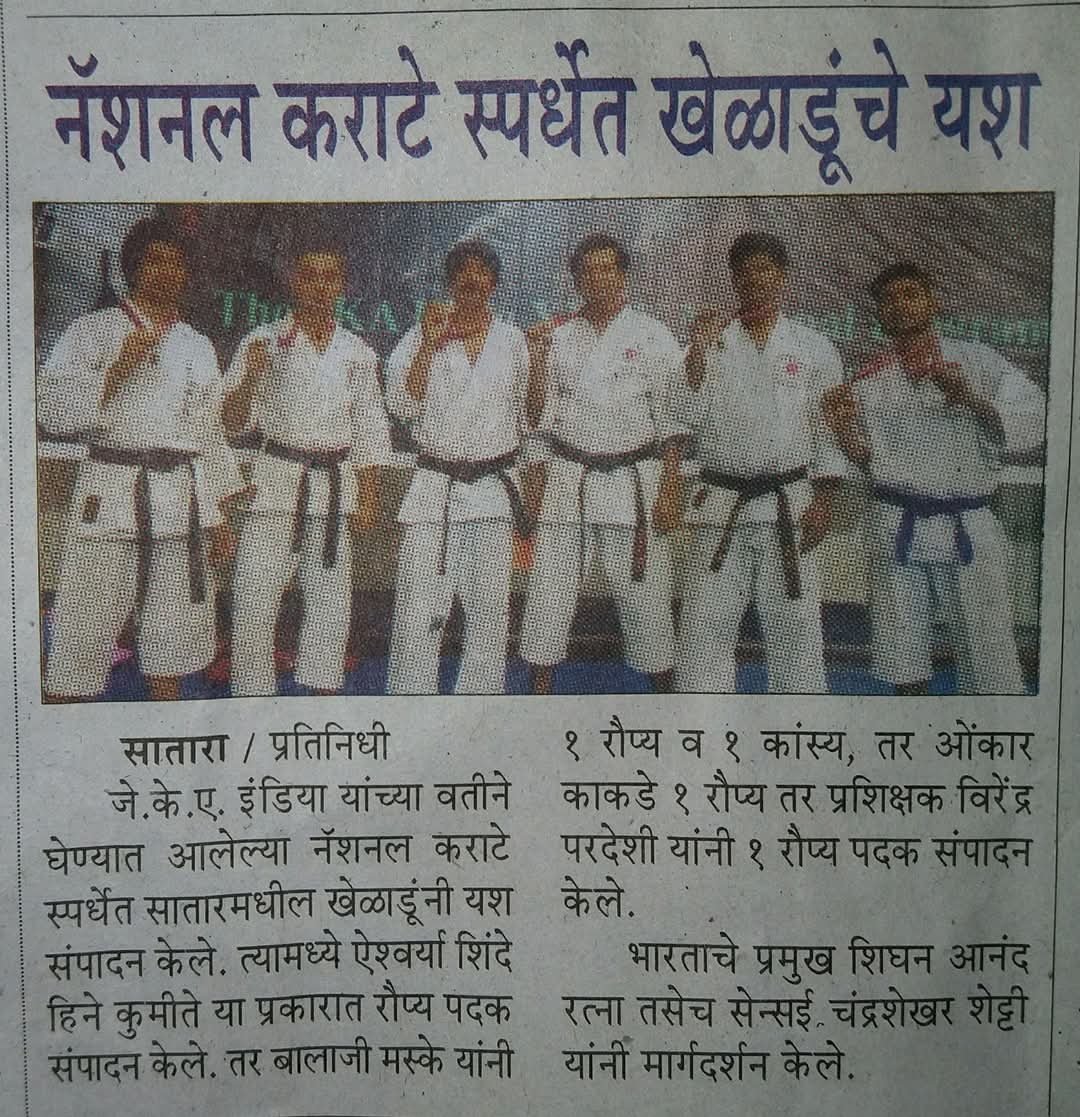 नॅशनल कराटे स्पर्धेत खेळाडूंचे यश
The KA
सातारा / प्रतिनिधी
जे.के.ए. इंडिया यांच्या वतीने
घेण्यात आलेल्या नॅशनल कराटे
स्पर्धेत सातारमधील खेळाडूंनी यश
संपादन केले. त्यामध्ये ऐश्वर्या शिंदे
हिने कुमीते या प्रकारात रौप्य पदक
संपादन केले. तर बालाजी मस्के यांनी
१ रौप्य व १ कांस्य, तर ओंकार
काकडे १ रौप्य तर प्रशिक्षक विरेंद्र
परदेशी यांनी १ रौप्य पदक संपादन
केले.
भारताचे प्रमुख शिघन आनंद
रत्ना तसेच सेन्सई चंद्रशेखर शेट्टी
यांनी मार्गदर्शन केले.